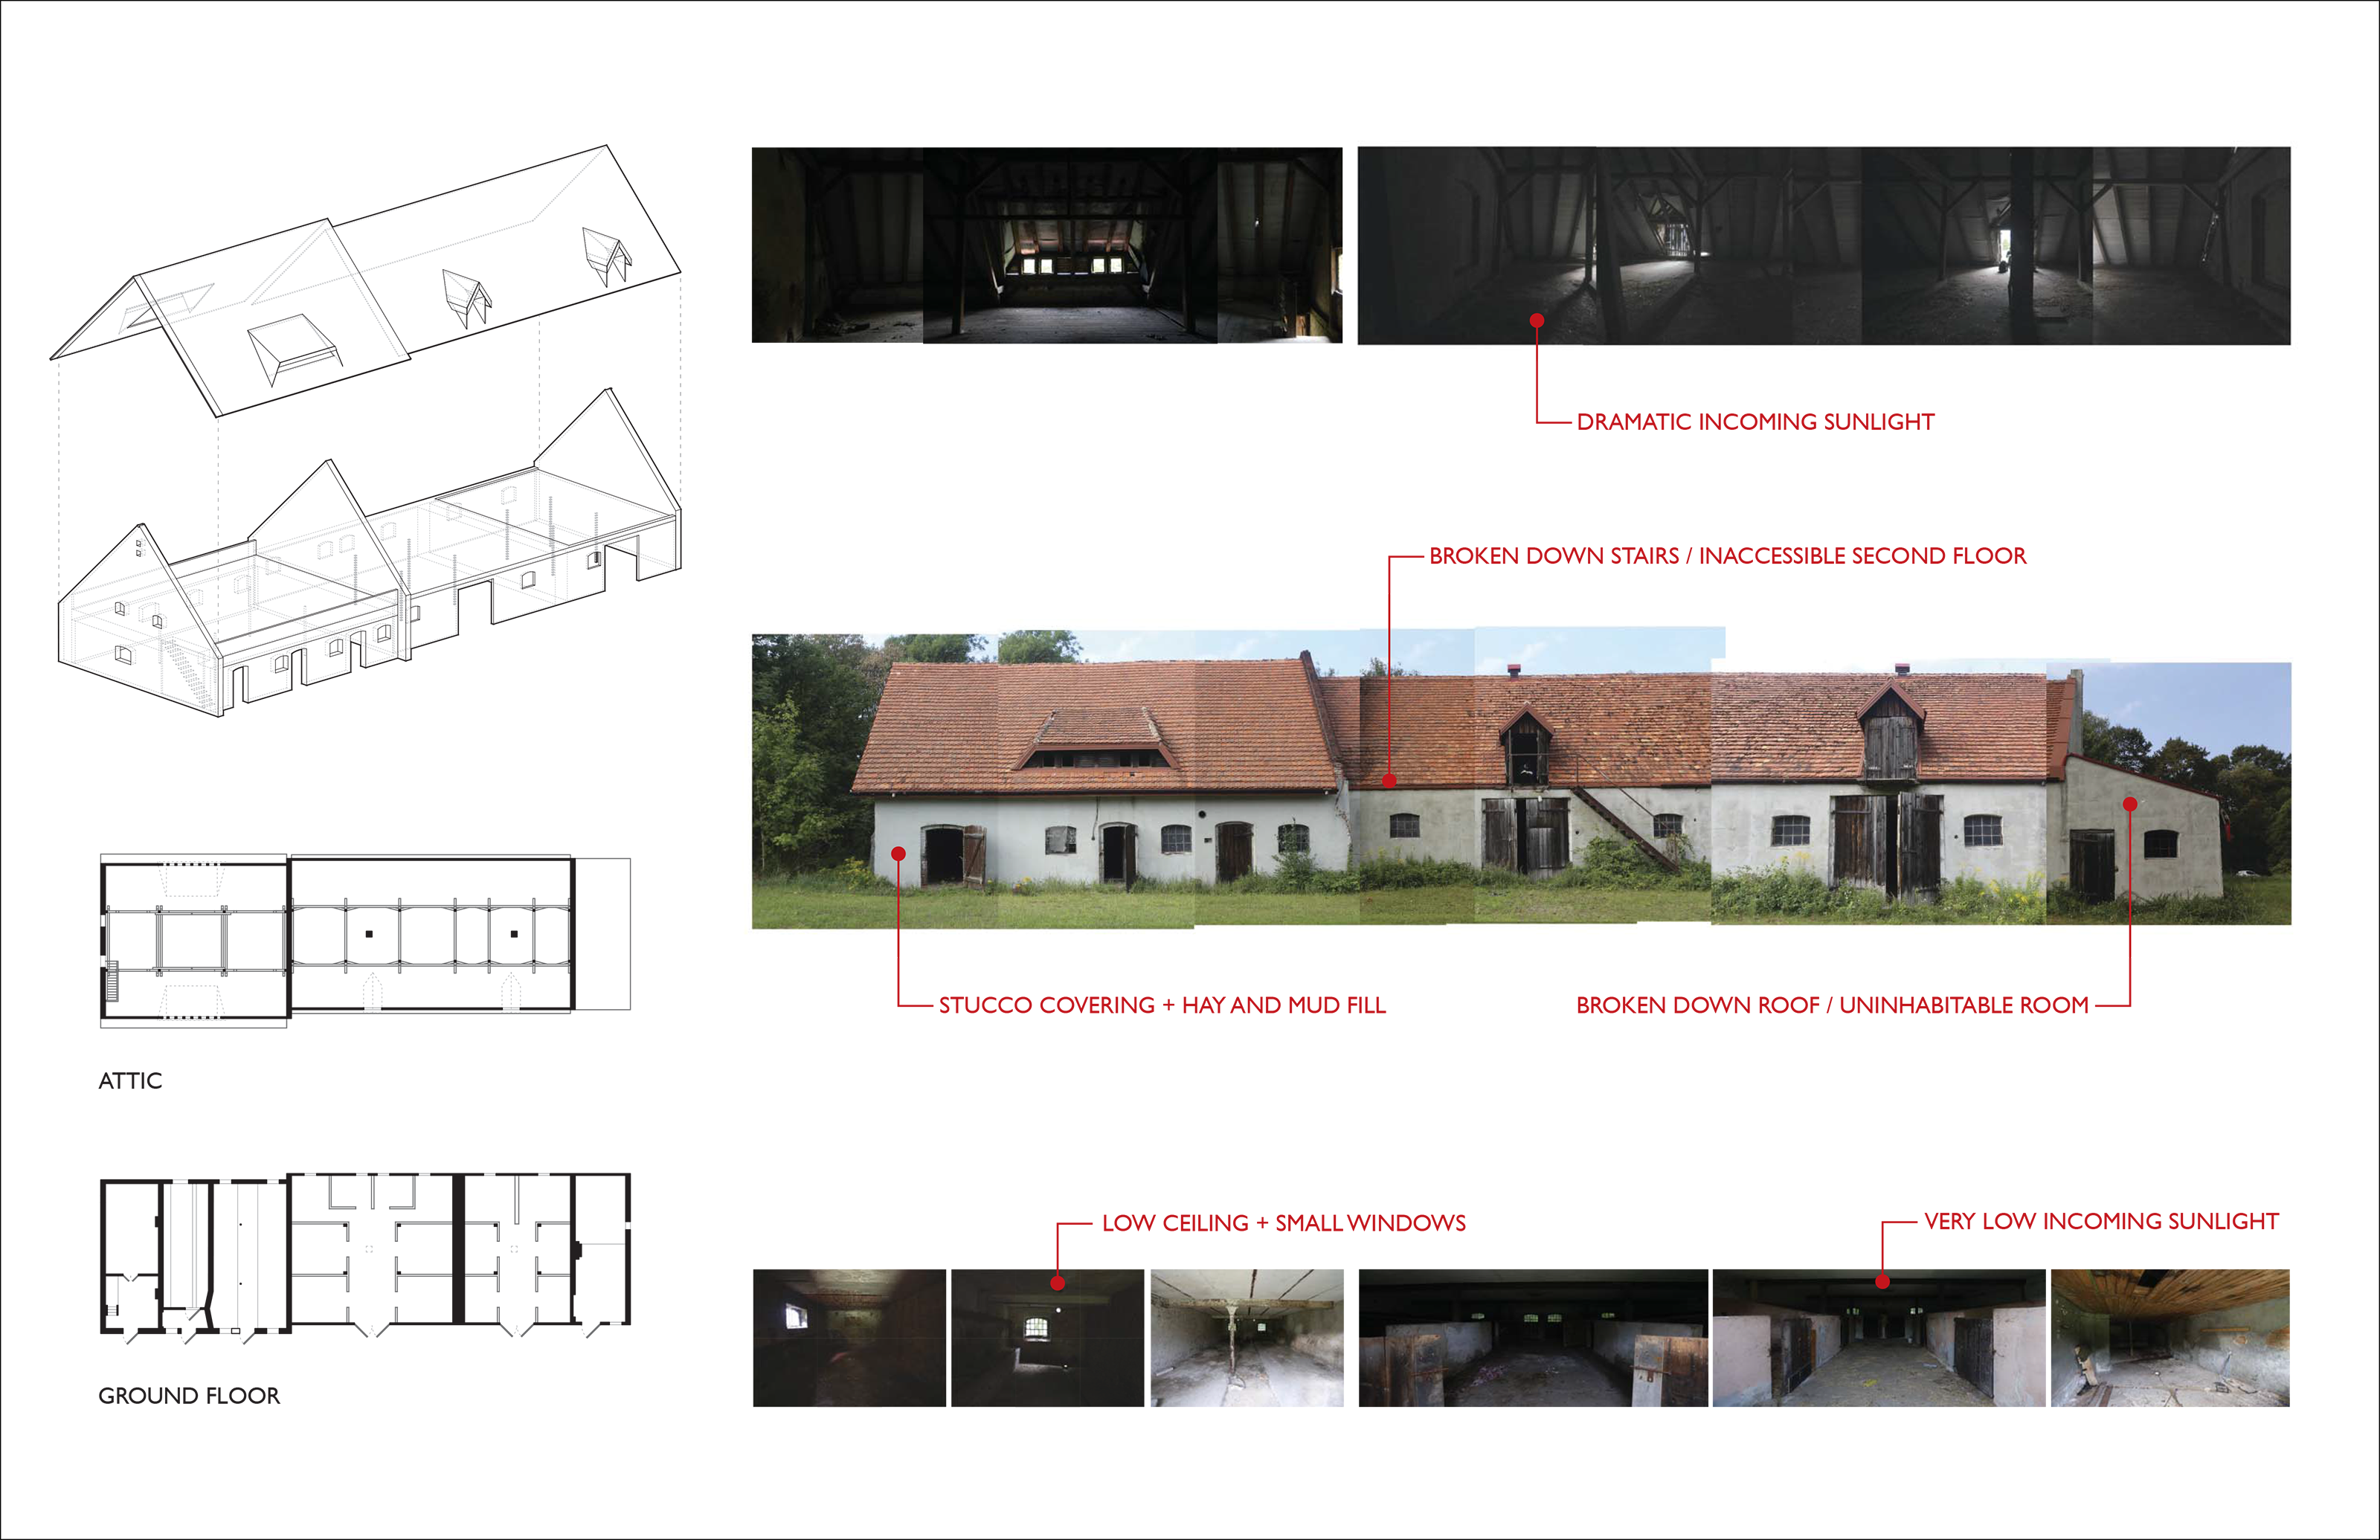 DRAMATIC INCOMING SUNLIGHT
BROKEN DOWN STAIRS / INACCESSIBLE SECOND FLOOR
STUCCO COVERING + HAY AND MUD FILL
BROKEN DOWN ROOF / UNINHABITABLE ROOM
ATTIC
LOW CEILING + SMALL WINDOWS
VERY LOW INCOMING SUNLIGHT
GROUND FLOOR